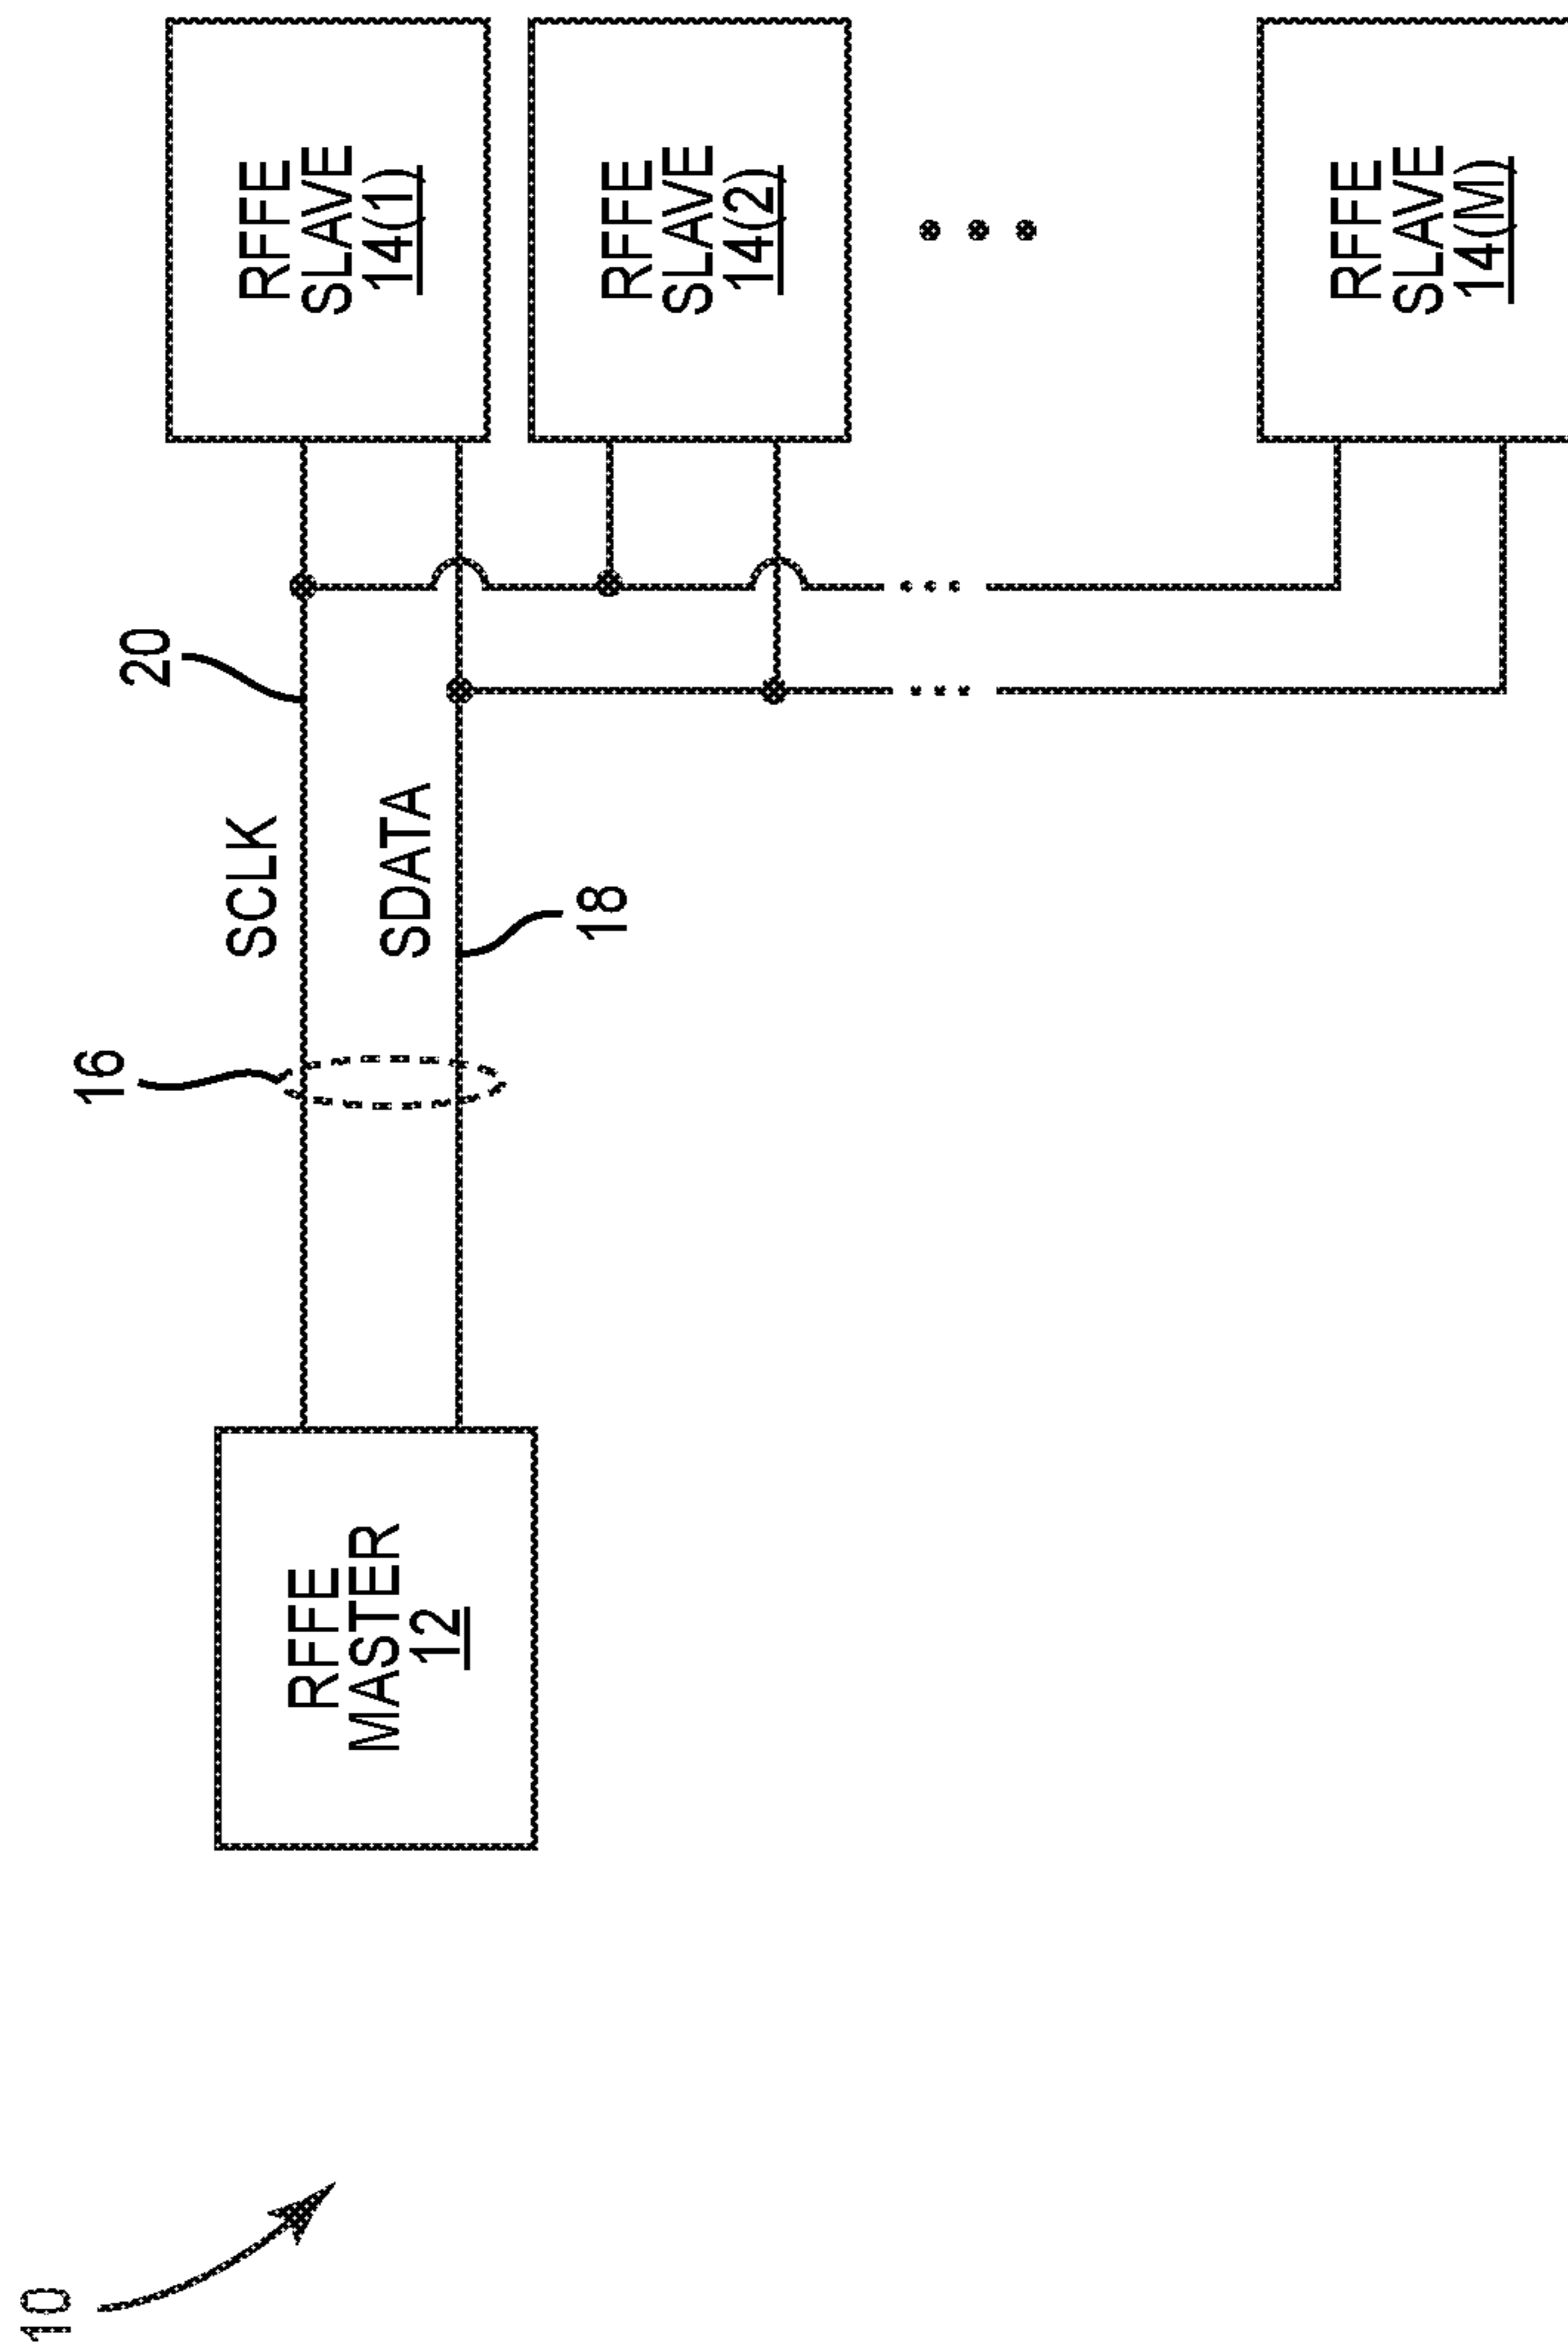 10
RFFE
MASTER
12
16
SCLK
20
SDATA
18
RFFE
SLAVE
14(1)
RFFE
SLAVE
14(2)
RFFE
SLAVE
14(M)